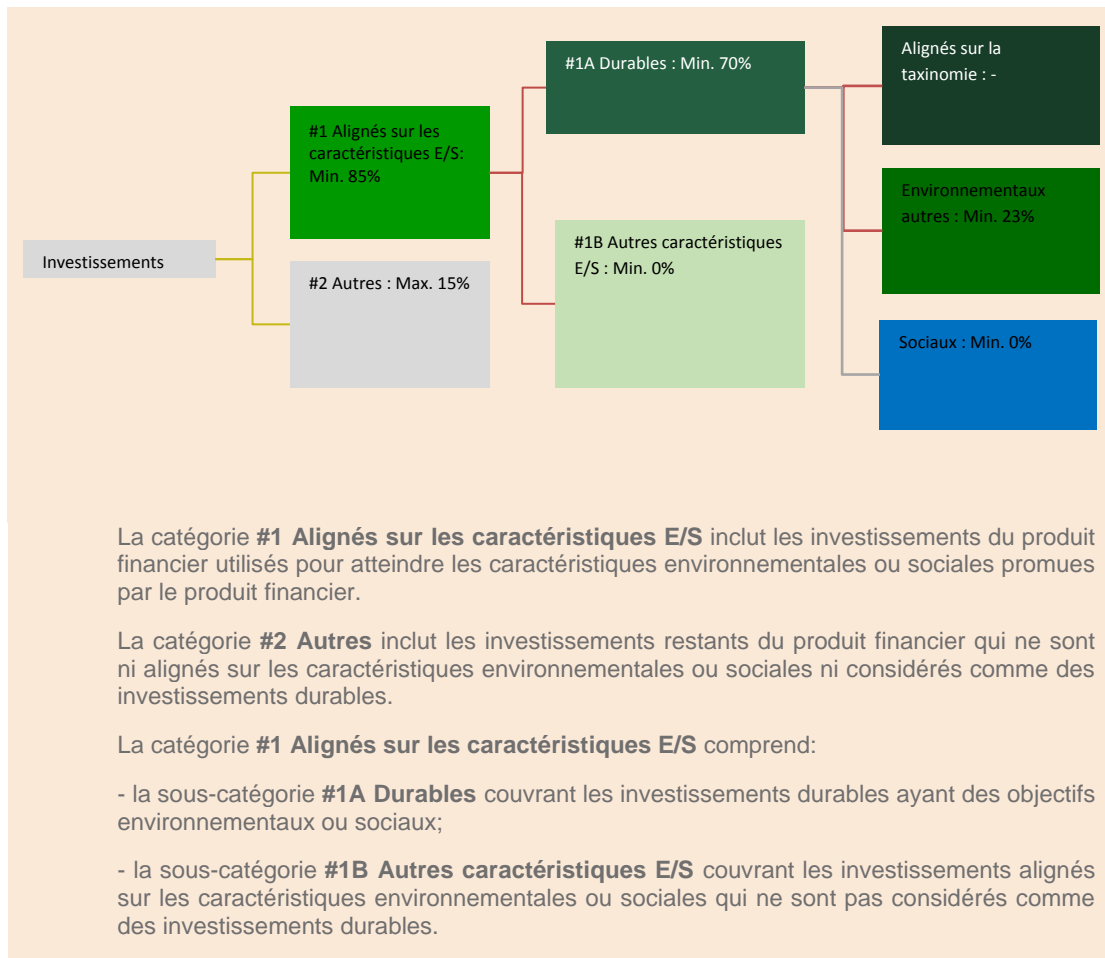 Investissements
#1 Alignés sur les
caractéristiques E/S:
Min. 85%
#2 Autres : Max. 15%
#1A Durables : Min. 70%
#1B Autres caractéristiques
E/S : Min. 0%
Alignés sur la
taxinomie : -
Environnementaux
autres : Min. 23%
Sociaux : Min. 0%
La catégorie #1 Alignés sur les caractéristiques E/S inclut les investissements du produit
financier utilisés pour atteindre les caractéristiques environnementales ou sociales promues
par le produit financier.
La catégorie #2 Autres inclut les investissements restants du produit financier qui ne sont
ni alignés sur les caractéristiques environnementales ou sociales ni considérés comme des
investissements durables.
La catégorie #1 Alignés sur les caractéristiques E/S comprend:
- la sous-catégorie #1A Durables couvrant les investissements durables ayant des objectifs
environnementaux ou sociaux;
- la sous-catégorie #1B Autres caractéristiques E/S couvrant les investissements alignés
sur les caractéristiques environnementales ou sociales qui ne sont pas considérés comme
des investissements durables.